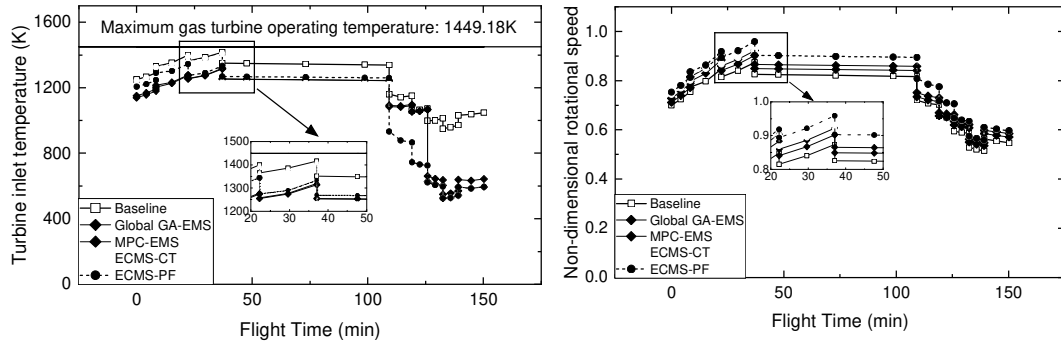 Maximum gas turbine operating temperature: 1449.18K
Turbine inlet temperature (K)
1600
1400
1200
900
600
300
0
1500
1400
1300
1200
20 30 40 50
Baseline
Global GA-EMS
MPC-EMS
ECMS-CT
ECMS-PF
0 50 100 150
Flight Time (min)
Non-dimensional rotational speed
1.0
0.8
0.6
0.4
0.2
0.0
1.0
0.9
0.8
20 30 40 50
Baseline
Global GA-EMS
MPC-EMS
ECMS-CT
ECMS-PF
0 50 100 150
Flight Time (min)